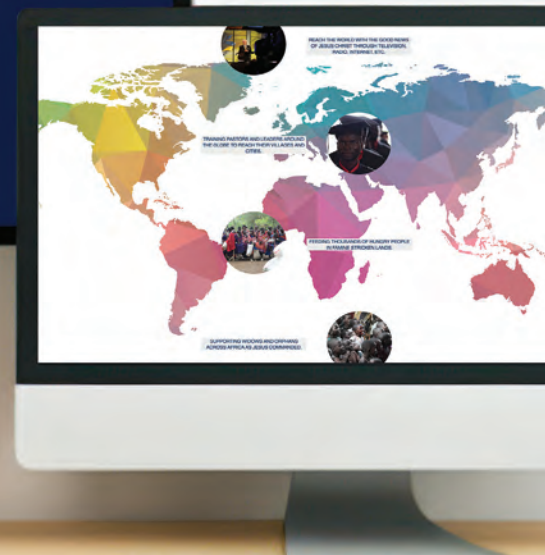 REACH THE WORLD WITH THE GOOD NEWS
OF JESUS CHRIST THROUGH TELEVISION,
RADIO, INTERNET, ETC.
TRAINING PASTORS AND LEADERS AROUND
THE GLOBE TO REACH THEIR VILLAGES AND
CITIES.
FEEDING THOUSANDS OF HUNGRY PEOPLE
IN FAMINE STRICKEN LANDS.
SUPPORTING WIDOWS AND ORPHANS
ACROSS AFRICA AS JESUS COMMANDED.